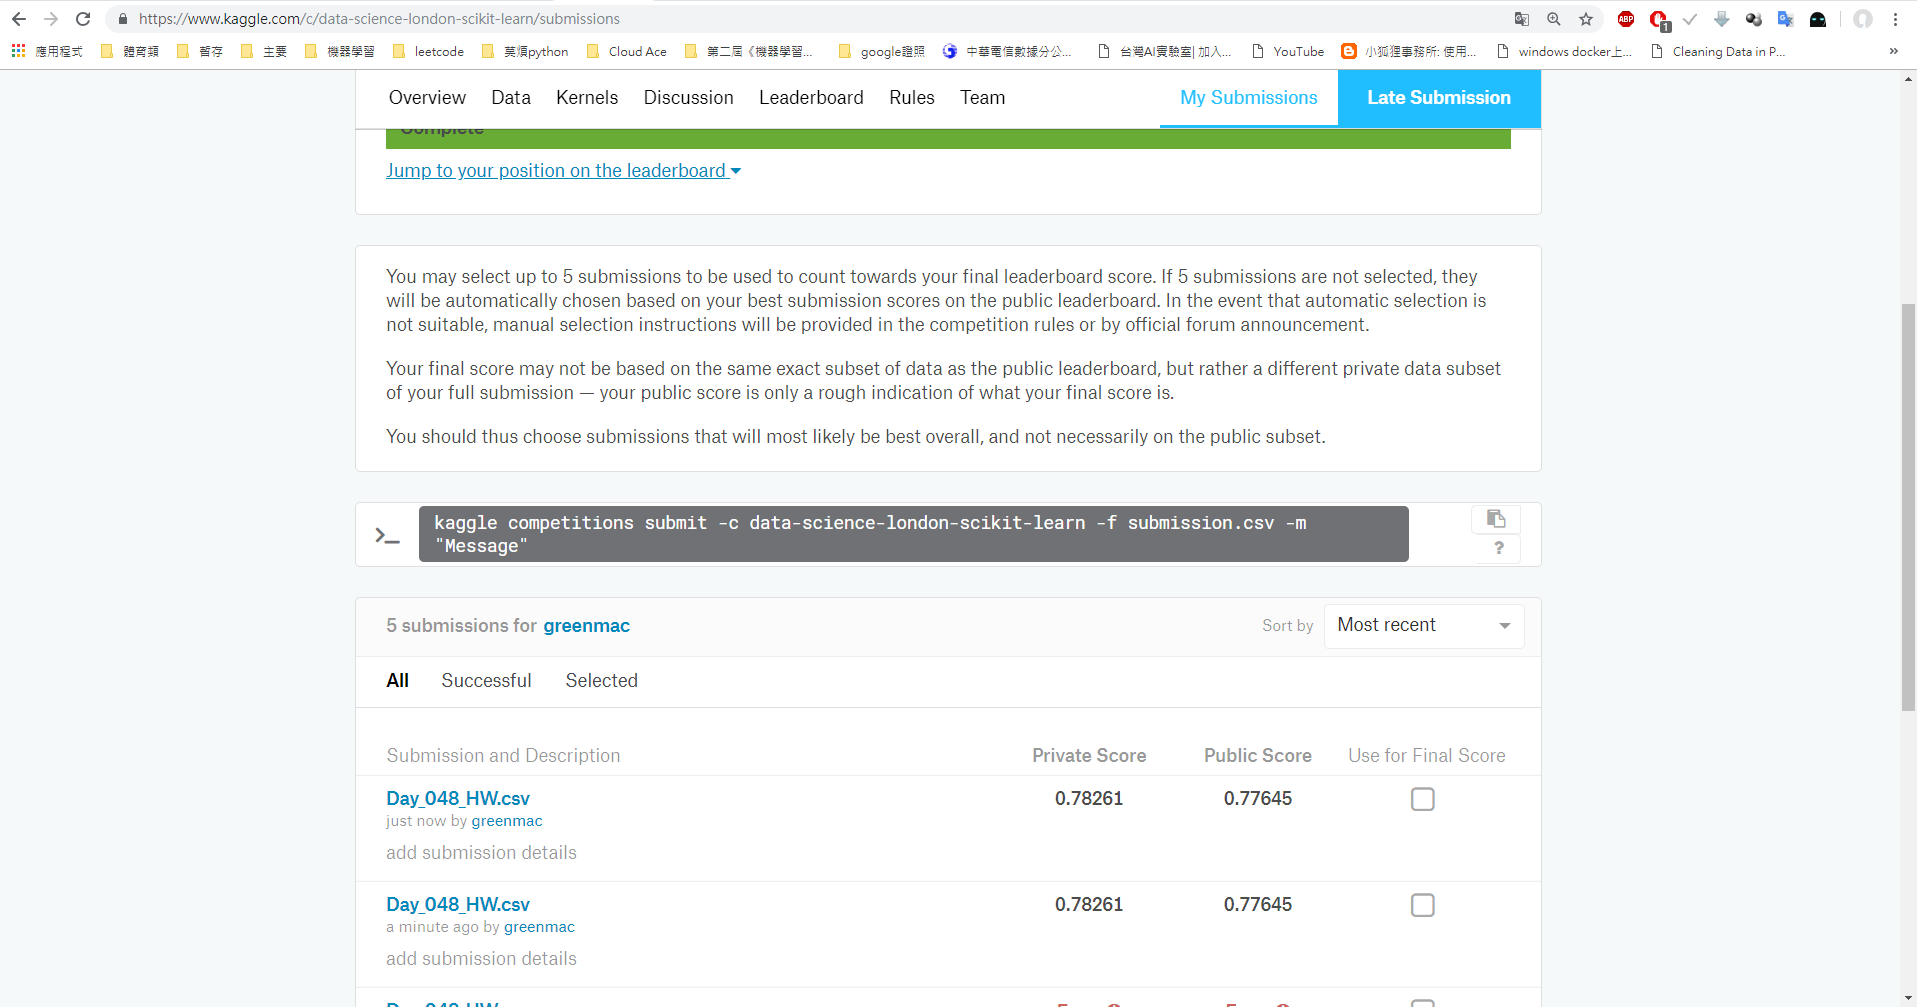 https://www.kaggle.com/c/data-science-london-scikit-learn/submissions
ABP
1
應用程式 體育類 暫存 主要 機器學習 leetcode 莫煩python Cloud Ace 第二屆《機器學習... google證照 中華電信數據分公... 台灣AI實驗室| 加入... YouTube 小狐狸事務所: 使用... windows docker上... Cleaning Data in P... »
Overview Data Kernels Discussion Leaderboard Rules Team My Submissions Late Submission
Complete
Jump to your position on the leaderboard
You may select up to 5 submissions to be used to count towards your final leaderboard score. If 5 submissions are not selected, they
will be automatically chosen based on your best submission scores on the public leaderboard. In the event that automatic selection is
not suitable, manual selection instructions will be provided in the competition rules or by official forum announcement.
Your final score may not be based on the same exact subset of data as the public leaderboard, but rather a different private data subset
of your full submission — your public score is only a rough indication of what your final score is.
You should thus choose submissions that will most likely be best overall, and not necessarily on the public subset.
>_ kaggle competitions submit -c data-science-london-scikit-learn -f submission.csv -m
"Message"
?
5 submissions for greenmac Sort by Most recent
All Successful Selected
Submission and Description Private Score Public Score Use for Final Score
Day_048_HW.csv 0.78261 0.77645
just now by greenmac
add submission details
Day_048_HW.csv 0.78261 0.77645
a minute ago by greenmac
add submission details